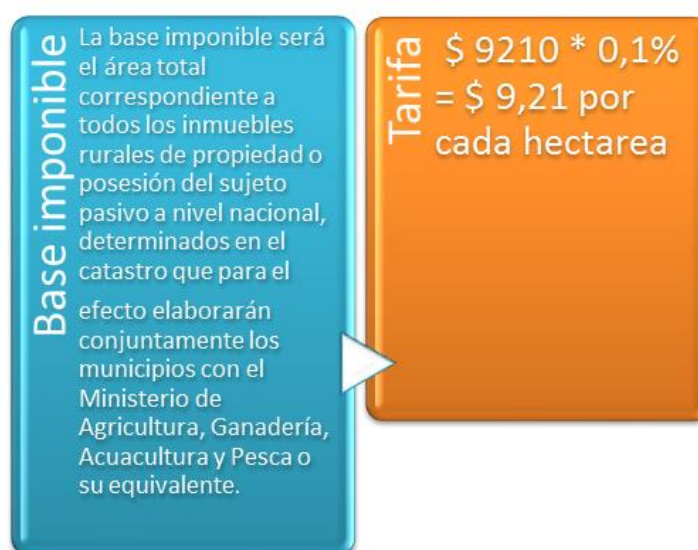 Base imponible
La base imponible será
el área total
correspondiente a
todos los inmuebles
rurales de propiedad o
posesión del sujeto
pasivo a nivel nacional,
determinados en el
catastro que para el
efecto elaborarán
conjuntamente los
municipios con el
Ministerio de
Agricultura, Ganadería,
Acuacultura y Pesca o
su equivalente.
Tarifa
$ 9210 * 0,1%
= $ 9,21 por
cada hectarea